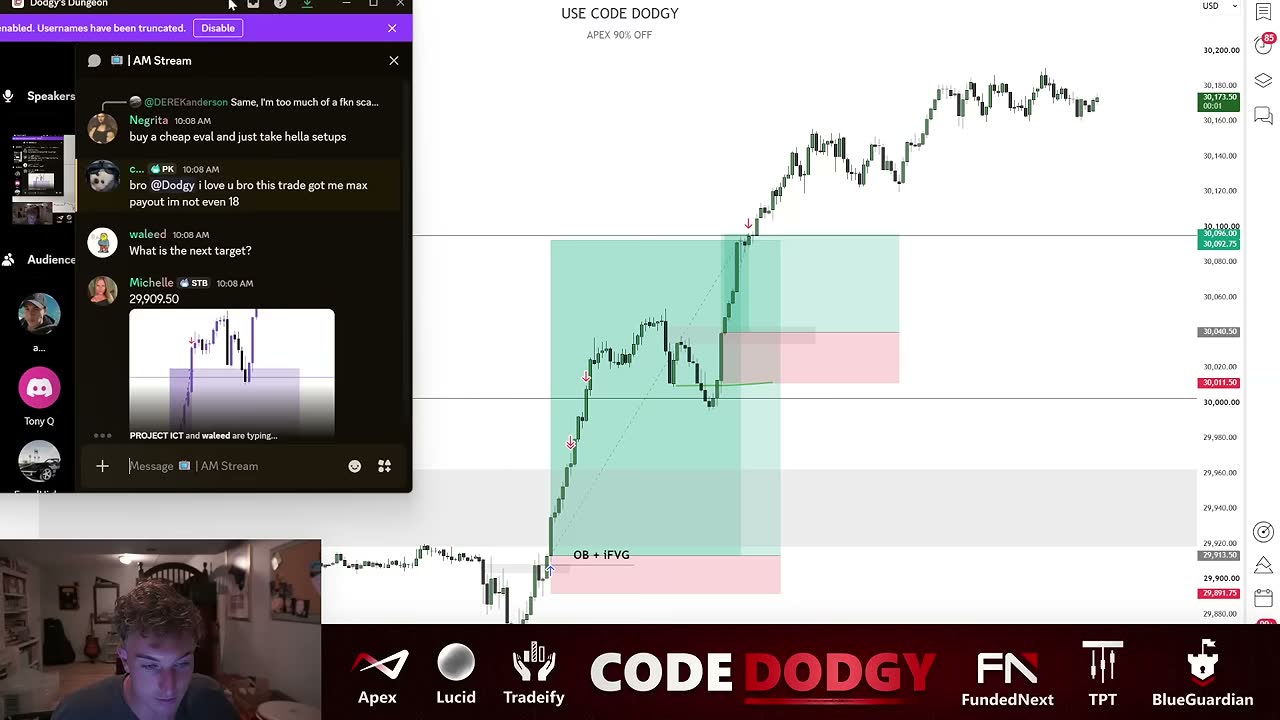 Dodgy's Dungeon
enabled. Usernames have been truncated.
Disable
| AM Stream
Speakers
@DEREKanderson Same, I'm too much of a fkn sca...
Negrita 10:08 AM
buy a cheap eval and just take hella setups
c... PK 10:08 AM
bro @Dodgy i love u bro this trade got me max
payout im not even 18
waleed 10:08 AM
What is the next target?
Audience
Michelle STB 10:08 AM
29,909.50
a...
Tony Q
PROJECT ICT and waleed are typing...
Message | AM Stream
USE CODE DODGY
APEX 90% OFF
OB + iFVG
USD
30,200.00
30,180.00
30,173.50
00:01
30,160.00
30,140.00
30,120.00
30,100.00
30,096.00
30,092.75
30,080.00
30,060.00
30,040.50
30,020.00
30,011.50
30,000.00
29,980.00
29,960.00
29,940.00
29,920.00
29,913.50
29,900.00
29,891.75
29,880.00
85
Apex
Lucid
Tradeify
CODE DODGY
FN
FundedNext
TPT
BlueGuardian